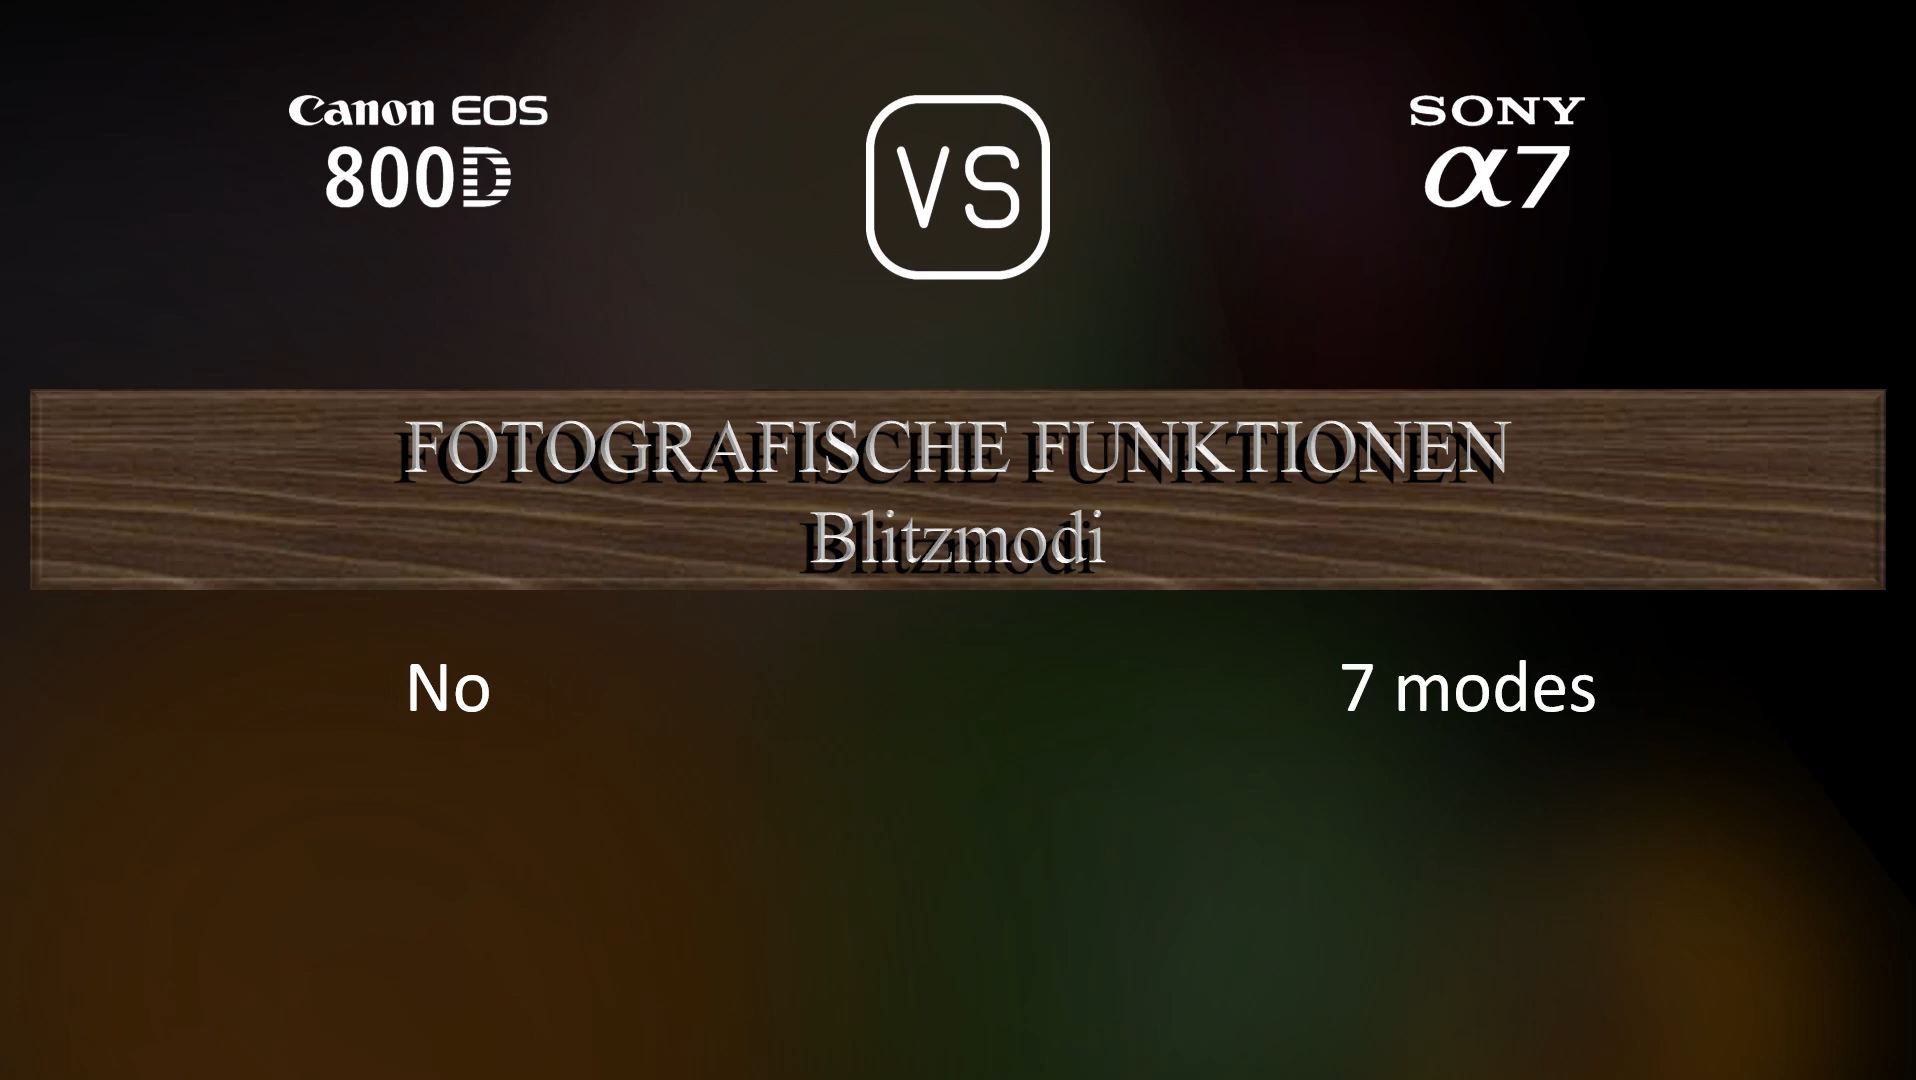 Canon EOS
800D
VS
SONY
α7
FOTOGRAFISCHE FUNKTIONEN
Blitzmodi
No
7 modes